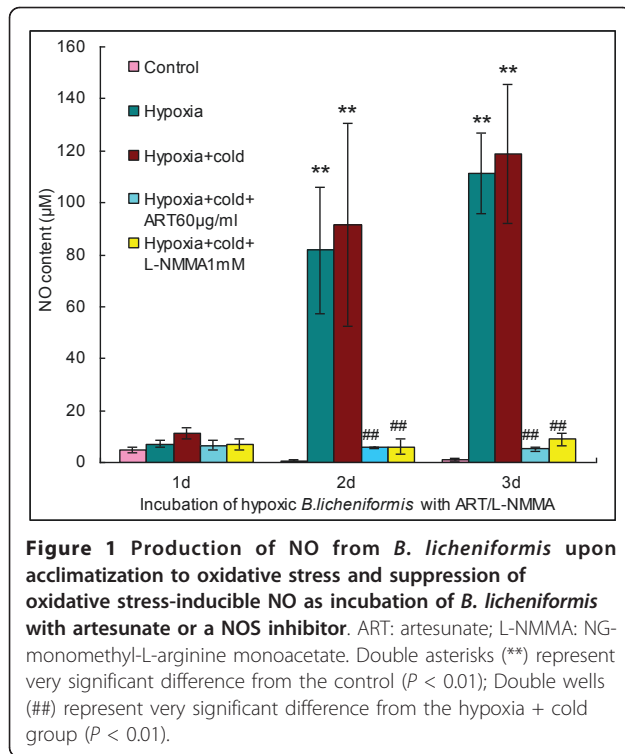 160
140
120
100
80
60
40
20
0
NO content (µM)
Control
Hypoxia
Hypoxia+cold
Hypoxia+cold+
ART60µg/ml
Hypoxia+cold+
L-NMMA1mM
** **
## ##
** **
## ##
1d 2d 3d
Incubation of hypoxic B.licheniformis with ART/L-NMMA
Figure 1 Production of NO from B. licheniformis upon
acclimatization to oxidative stress and suppression of
oxidative stress-inducible NO as incubation of B. licheniformis
with artesunate or a NOS inhibitor. ART: artesunate; L-NMMA: NG-
monomethyl-L-arginine monoacetate. Double asterisks (**) represent
very significant difference from the control (P < 0.01); Double wells
(##) represent very significant difference from the hypoxia + cold
group (P < 0.01).